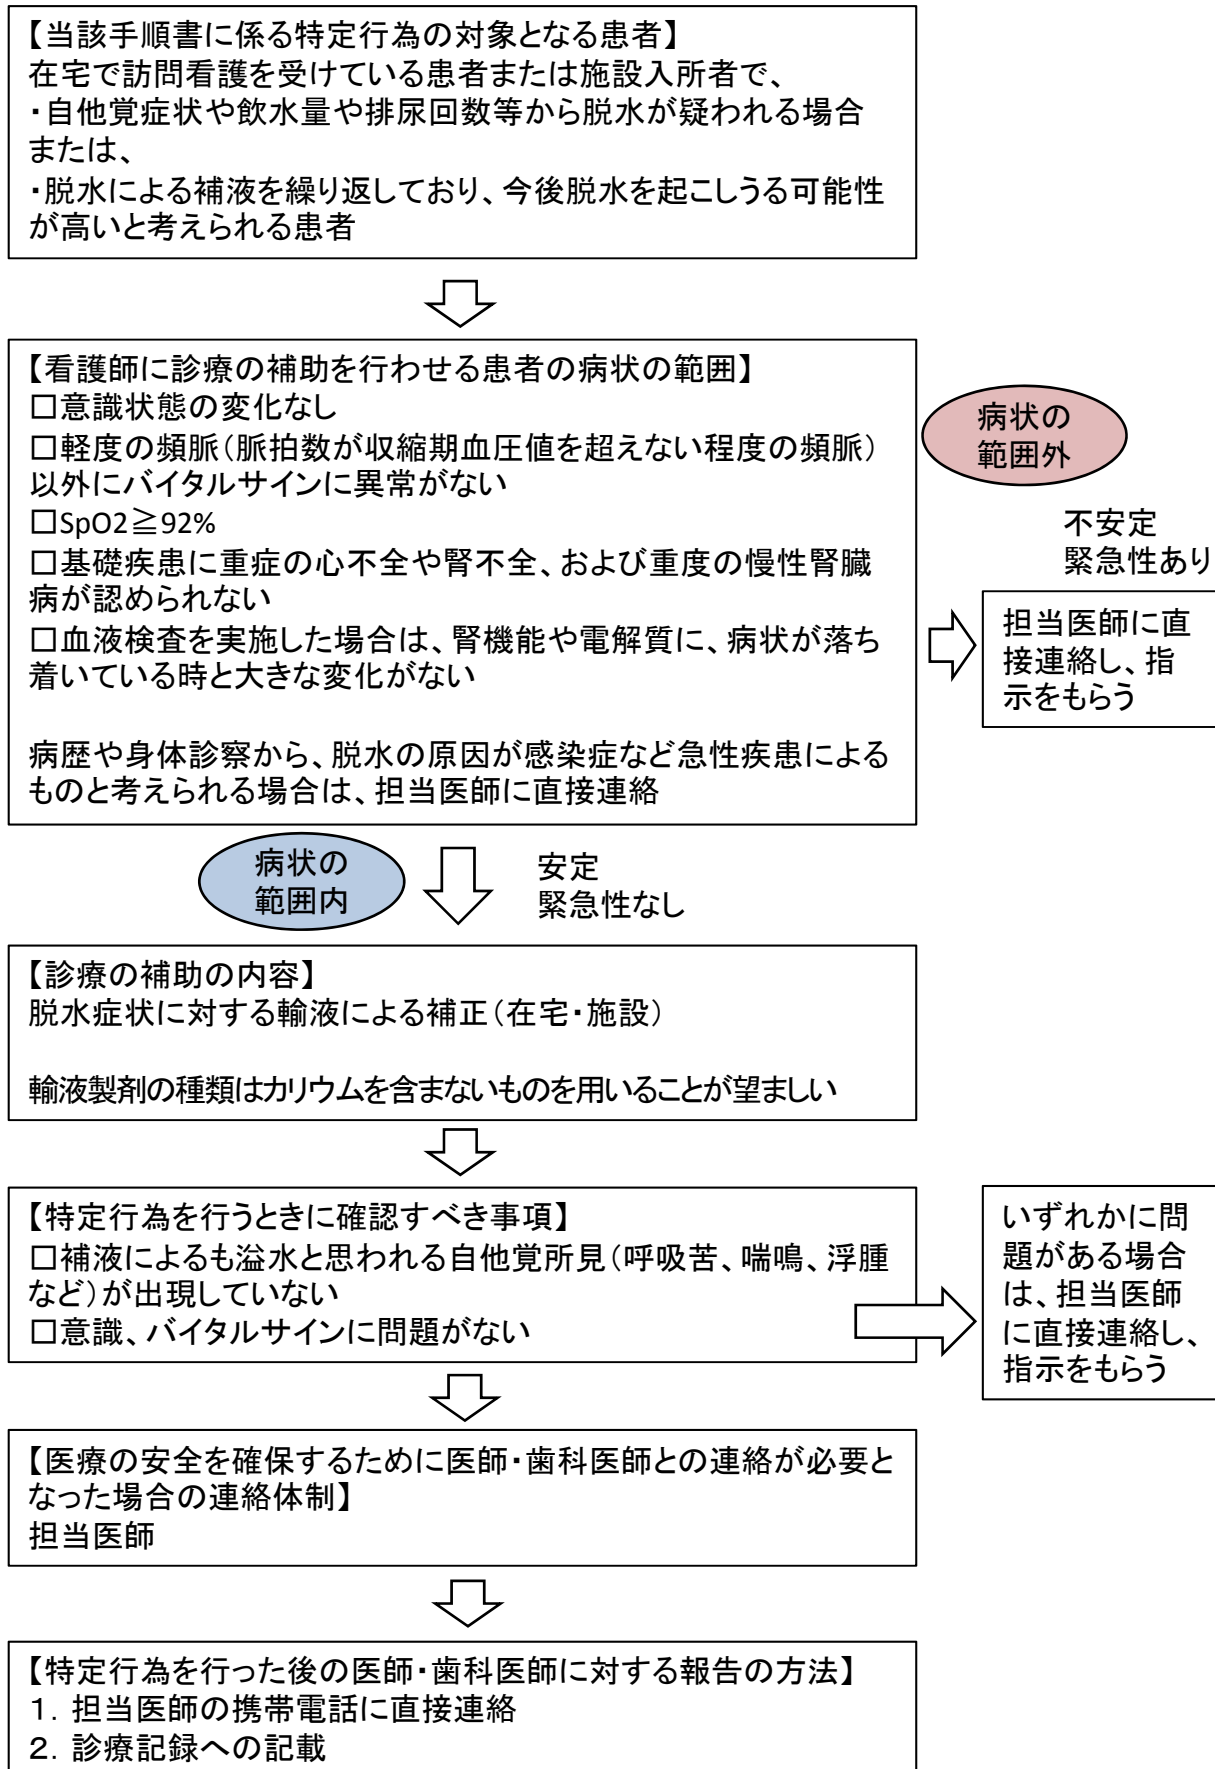 【当該手順書に係る特定行為の対象となる患者】
在宅で訪問看護を受けている患者または施設入所者で、
・自他覚症状や飲水量や排尿回数等から脱水が疑われる場合
または、
・脱水による補液を繰り返しており、今後脱水を起こしうる可能性
が高いと考えられる患者
【看護師に診療の補助を行わせる患者の病状の範囲】
□意識状態の変化なし
□軽度の頻脈（脈拍数が収縮期血圧値を超えない程度の頻脈）
以外にバイタルサインに異常がない
□SpO2≧92%
□基礎疾患に重症の心不全や腎不全、および重度の慢性腎臓
病が認められない
□血液検査を実施した場合は、腎機能や電解質に、病状が落ち
着いている時と大きな変化がない
病歴や身体診察から、脱水の原因が感染症など急性疾患による
ものと考えられる場合は、担当医師に直接連絡
病状の
範囲外
不安定
緊急性あり
担当医師に直
接連絡し、指
示をもらう
病状の
範囲内
安定
緊急性なし
【診療の補助の内容】
脱水症状に対する輸液による補正（在宅・施設）
輸液製剤の種類はカリウムを含まないものを用いることが望ましい
【特定行為を行うときに確認すべき事項】
□補液によるも溢水と思われる自他覚所見（呼吸苦、喘鳴、浮腫
など）が出現していない
□意識、バイタルサインに問題がない
いずれかに問
題がある場合
は、担当医師
に直接連絡し、
指示をもらう
【医療の安全を確保するために医師・歯科医師との連絡が必要と
なった場合の連絡体制】
担当医師
【特定行為を行った後の医師・歯科医師に対する報告の方法】
１．担当医師の携帯電話に直接連絡
２．診療記録への記載